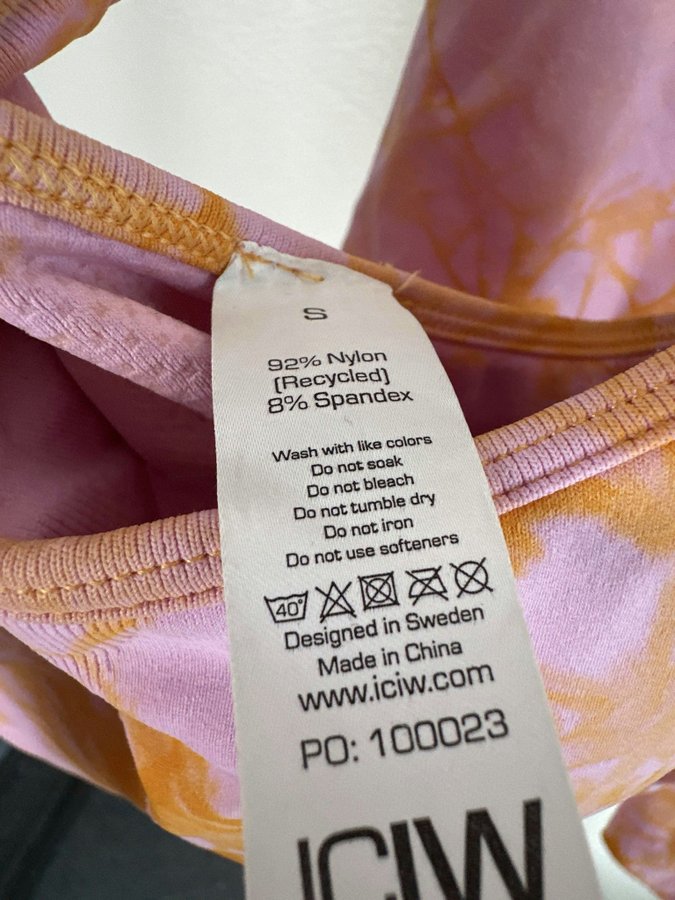 S
92% Nylon
[Recycled]
8% Spandex
Wash with like colors
Do not soak
Do not bleach
Do not tumble dry
Do not iron
Do not use softeners
40°
Designed in Sweden
Made in China
www.iciw.com
PO: 100023
ICIW